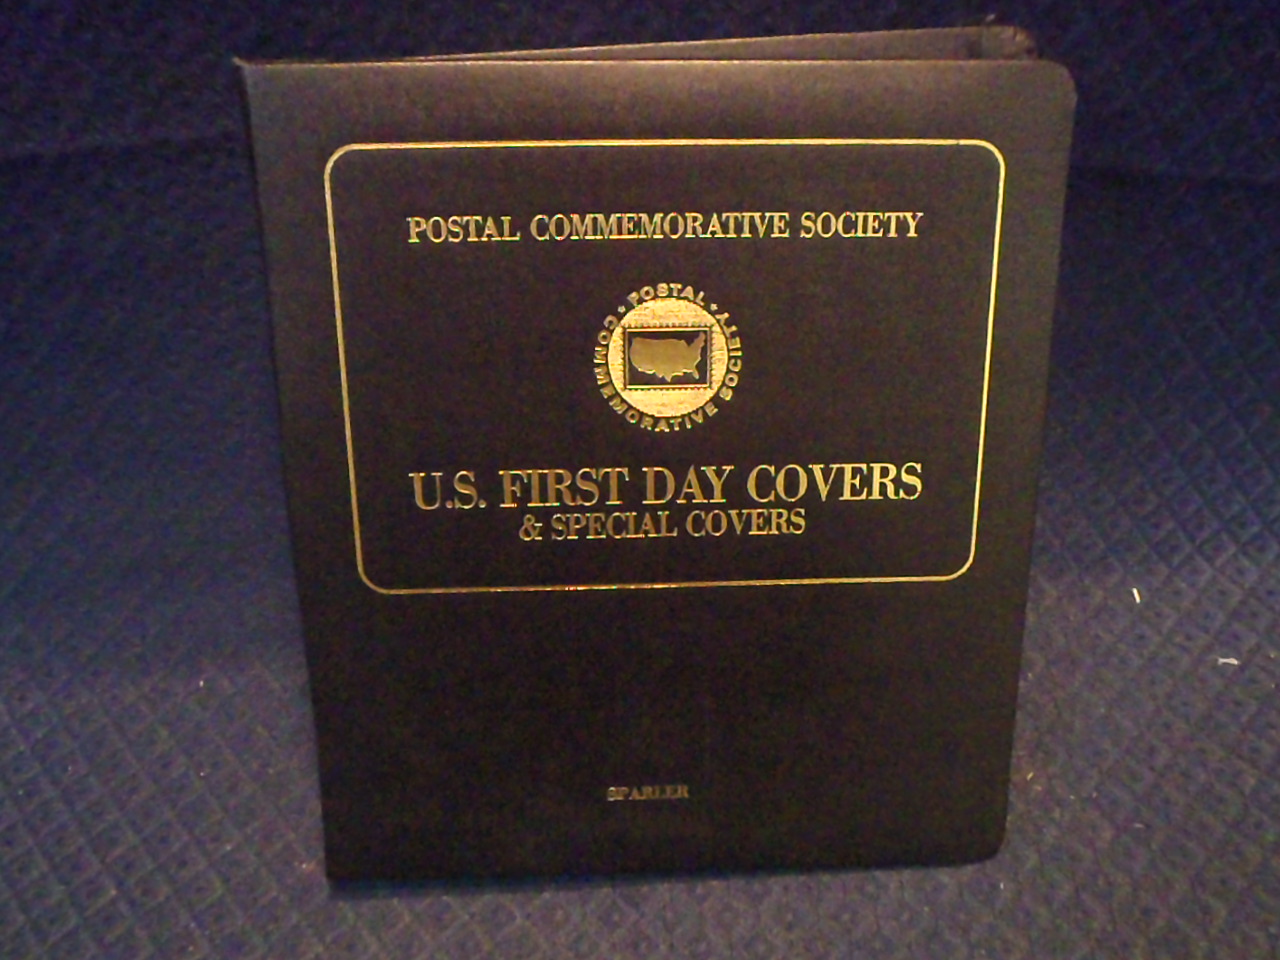 POSTAL COMMEMORATIVE SOCIETY
★ POSTAL ★
COMMEMORATIVE SOCIETY
U.S. FIRST DAY COVERS
& SPECIAL COVERS
SPARLER